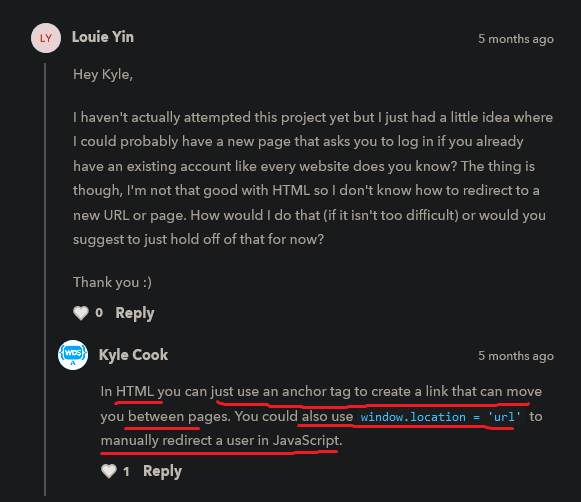 LY
Louie Yin
5 months ago
Hey Kyle,
I haven't actually attempted this project yet but I just had a little idea where
I could probably have a new page that asks you to log in if you already
have an existing account like every website does you know? The thing is
though, I'm not that good with HTML so I don't know how to redirect to a
new URL or page. How would I do that (if it isn't too difficult) or would you
suggest to just hold off of that for now?
Thank you :)
0 Reply
WDS
Kyle Cook
5 months ago
In HTML you can just use an anchor tag to create a link that can move
you between pages. You could also use window.location = 'url' to
manually redirect a user in JavaScript.
1 Reply